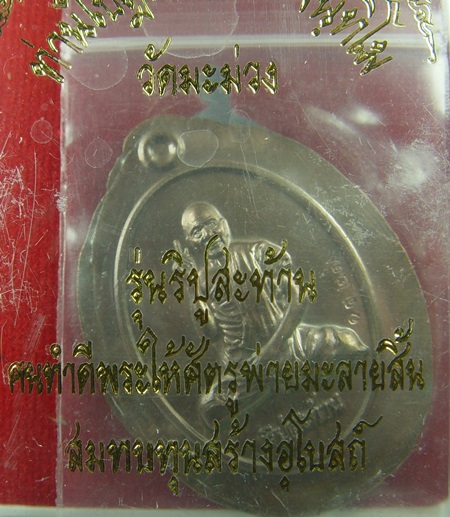 วัดมะม่วง
รุ่นริปูสะท้าน
คนทำดีพระให้ศัตรูพ่ายมะลายสิ้น
สมทบทุนสร้างอุโบสถ์